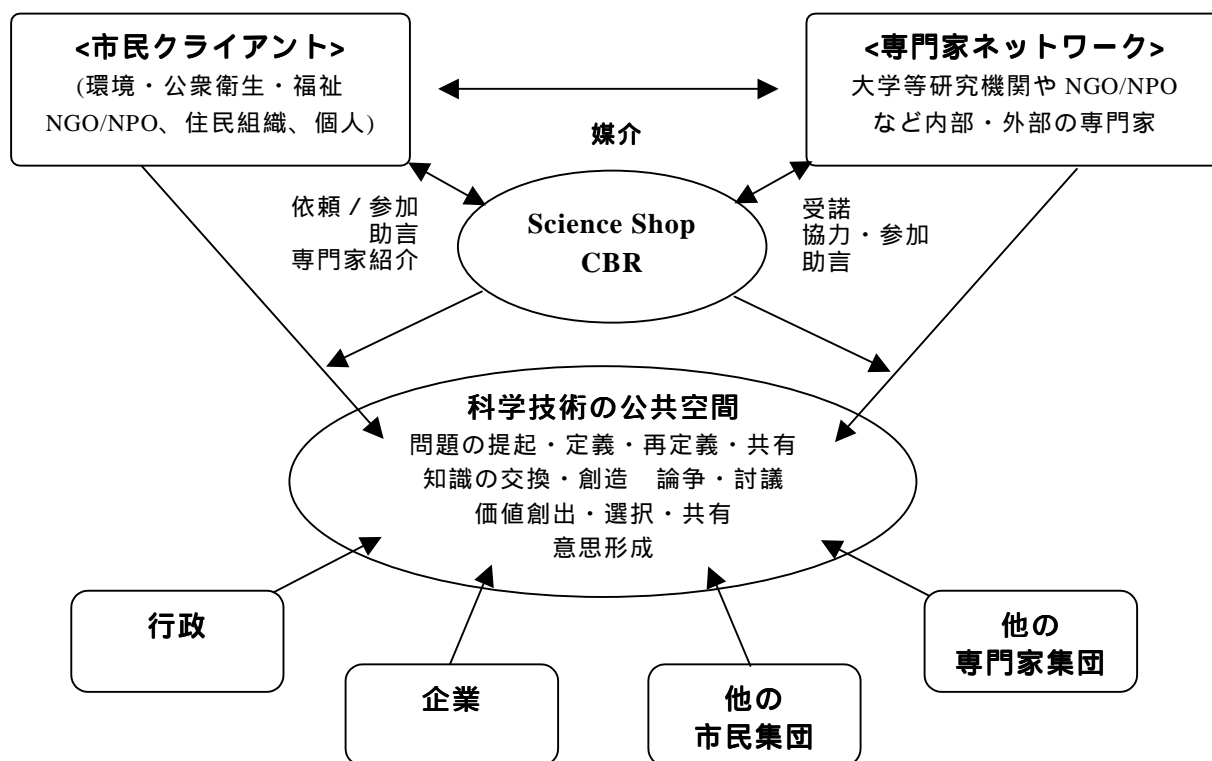 <市民クライアント>
(環境・公衆衛生・福祉
NGO/NPO、住民組織、個人)
<専門家ネットワーク>
大学等研究機関や NGO/NPO
など内部・外部の専門家
媒介
依頼 / 参加
助言
専門家紹介
Science Shop
CBR
受諾
協力・参加
助言
科学技術の公共空間
問題の提起・定義・再定義・共有
知識の交換・創造　論争・討議
価値創出・選択・共有
意思形成
行政
企業
他の
市民集団
他の
専門家集団